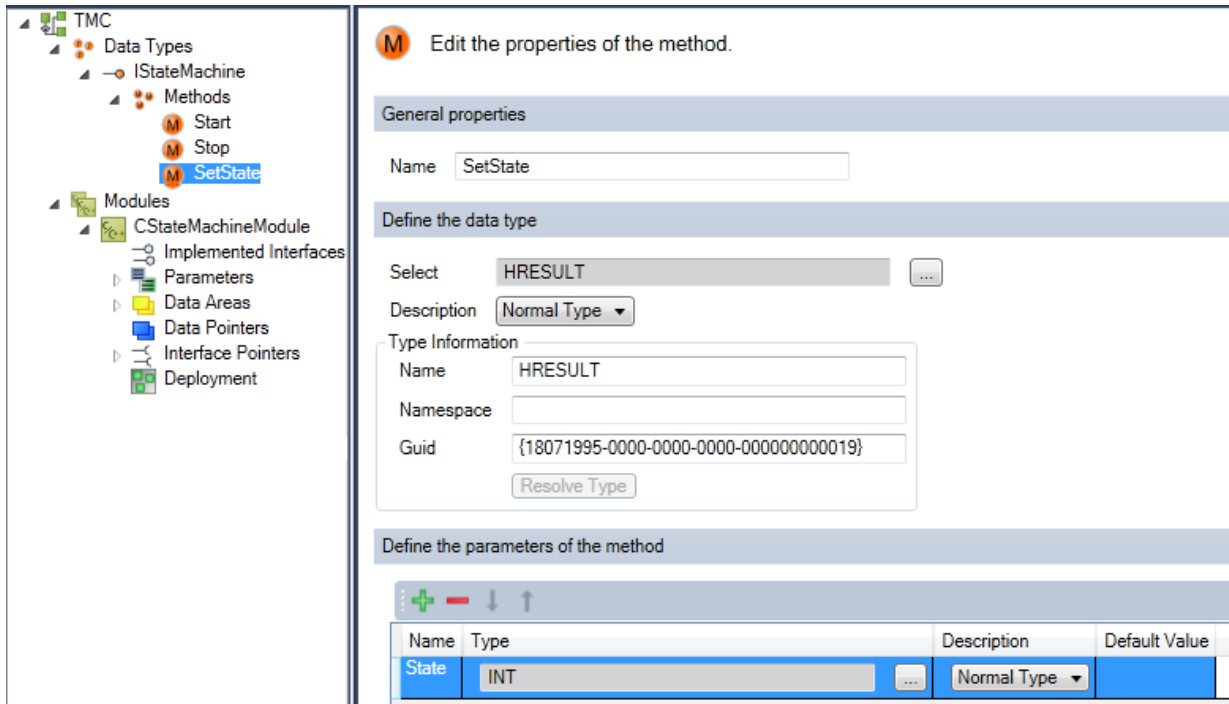 TMC
Data Types
IStateMachine
Methods
M Start
M Stop
M SetState
Modules
C++ CStateMachineModule
Implemented Interfaces
Parameters
Data Areas
Data Pointers
Interface Pointers
Deployment
M Edit the properties of the method.
General properties
Name SetState
Define the data type
Select HRESULT ...
Description Normal Type
Type Information
Name HRESULT
Namespace
Guid {18071995-0000-0000-0000-000000000019}
Resolve Type
Define the parameters of the method
Name Type Description Default Value
State INT ... Normal Type